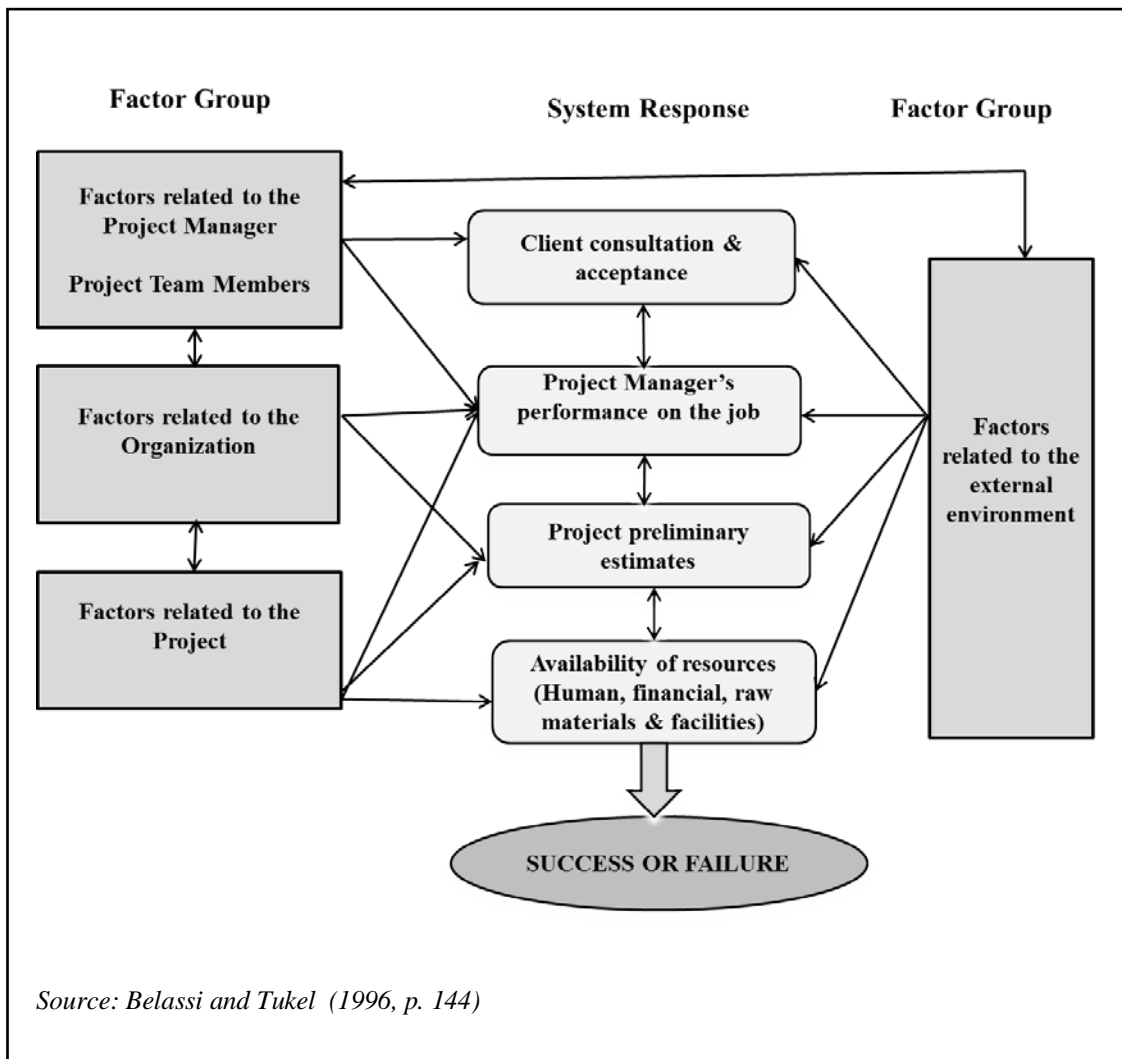 Factor Group
System Response
Factor Group
Factors related to the
Project Manager
Project Team Members
Factors related to the
Organization
Factors related to the
Project
Client consultation &
acceptance
Project Manager’s
performance on the job
Project preliminary
estimates
Availability of resources
(Human, financial, raw
materials & facilities)
Factors
related to the
external
environment
SUCCESS OR FAILURE
Source: Belassi and Tukel (1996, p. 144)